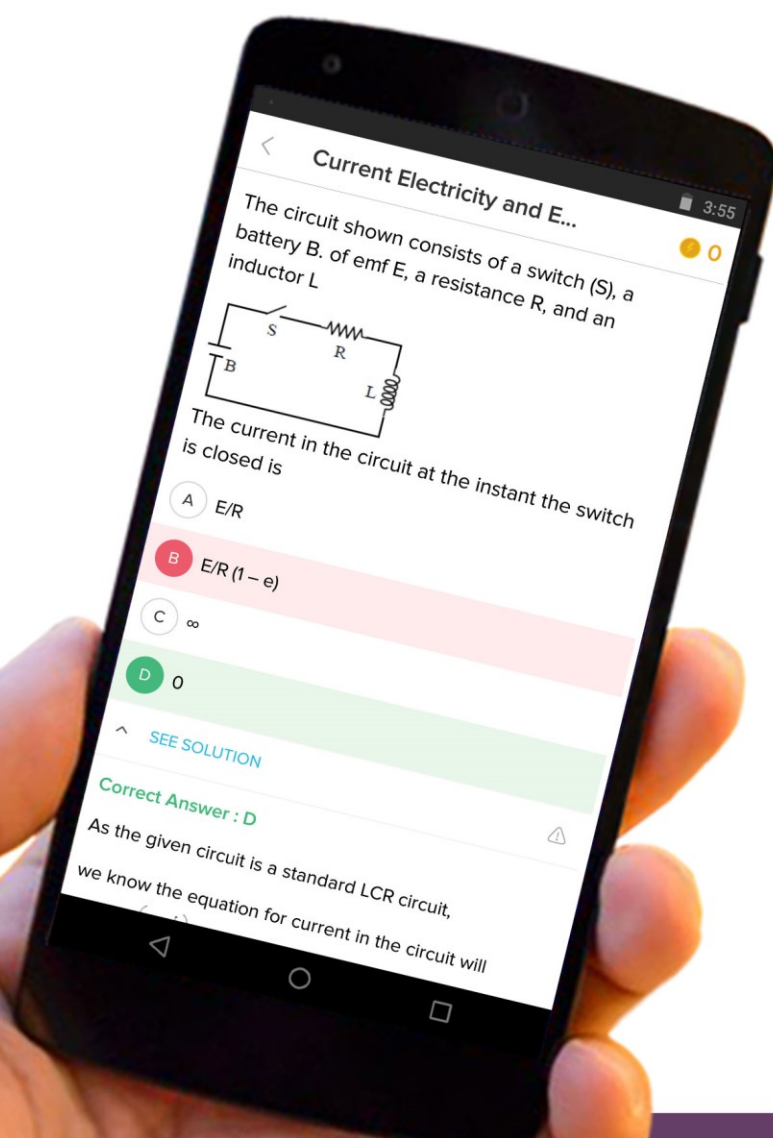 3:55
Current Electricity and E...
0
The circuit shown consists of a switch (S), a
battery B. of emf E, a resistance R, and an
inductor L
S
R
B
L
The current in the circuit at the instant the switch
is closed is
A E/R
B E/R (1 – e)
C ∞
D 0
SEE SOLUTION
Correct Answer : D
As the given circuit is a standard LCR circuit,
we know the equation for current in the circuit will